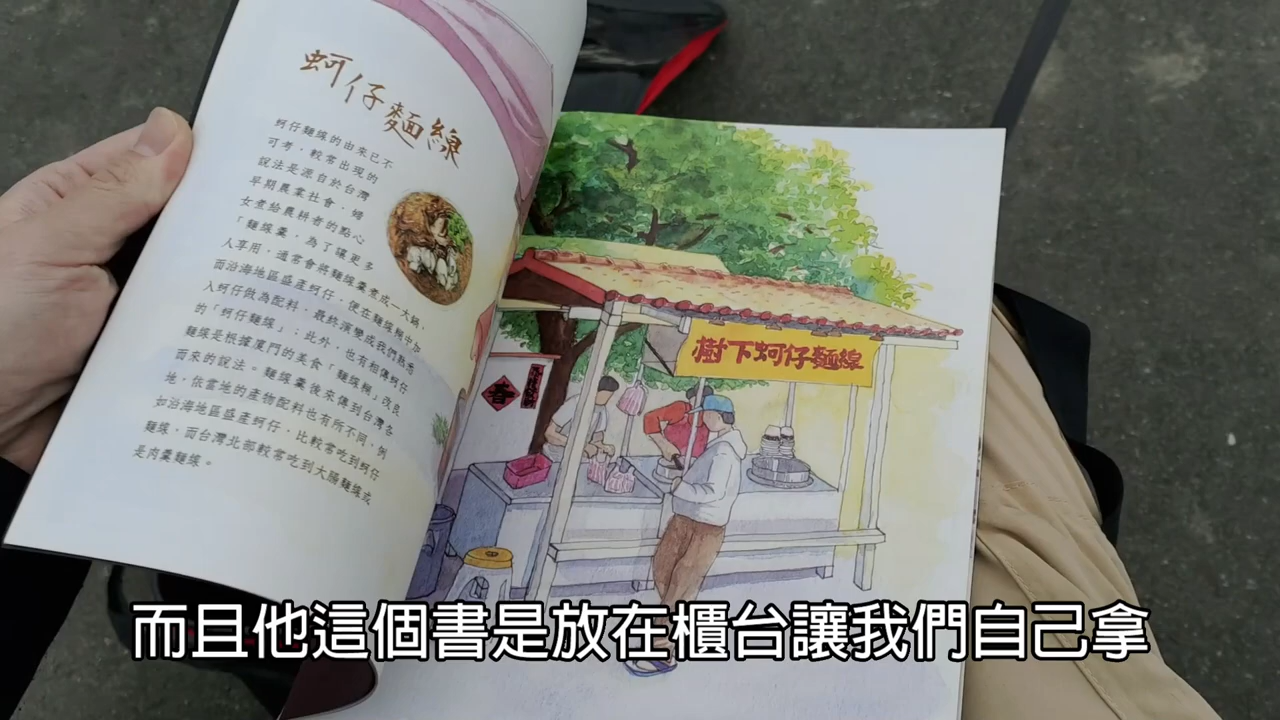 蚵仔麵線
蚵仔麵線的由來已不
可考，較常出現的
說法是源自於台灣
早期農業社會，婦
女煮給農耕者的點心
「麵線羹，為了讓更多
人享用，通常會將麵線羹煮成一大鍋，
而沿海地區盛產蚵仔，便在麵線糊中加
入蚵仔做為配料，最終演變成我們熟悉
的「蚵仔麵線」；此外，也有相傳蚵仔
麵線是根據廈門的美食「麵線糊」改良
而來的說法。麵線羹後來傳到台灣各
地，依當地的產物配料也有所不同，例
如沿海地區盛產蚵仔，比較常吃到蚵仔
麵線，而台灣北部較常吃到大腸麵線或
是肉羹麵線。
樹下蚵仔麵線
春
而且他這個書是放在櫃台讓我們自己拿